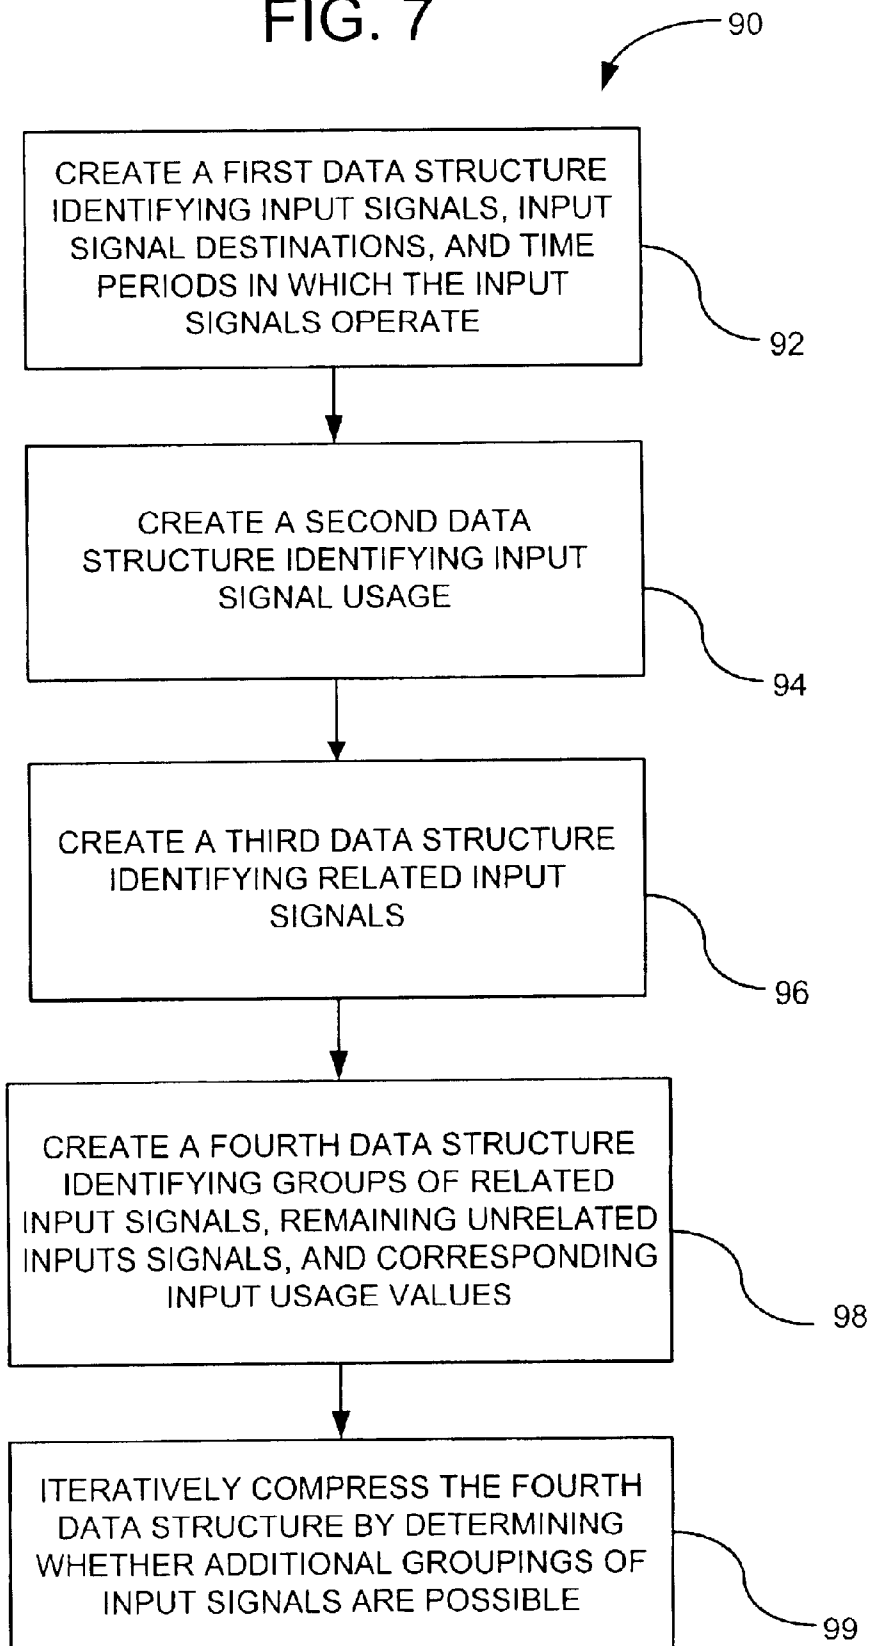 FIG. 7
90
CREATE A FIRST DATA STRUCTURE
IDENTIFYING INPUT SIGNALS, INPUT
SIGNAL DESTINATIONS, AND TIME
PERIODS IN WHICH THE INPUT
SIGNALS OPERATE
92
CREATE A SECOND DATA
STRUCTURE IDENTIFYING INPUT
SIGNAL USAGE
94
CREATE A THIRD DATA STRUCTURE
IDENTIFYING RELATED INPUT
SIGNALS
96
CREATE A FOURTH DATA STRUCTURE
IDENTIFYING GROUPS OF RELATED
INPUT SIGNALS, REMAINING UNRELATED
INPUTS SIGNALS, AND CORRESPONDING
INPUT USAGE VALUES
98
ITERATIVELY COMPRESS THE FOURTH
DATA STRUCTURE BY DETERMINING
WHETHER ADDITIONAL GROUPINGS OF
INPUT SIGNALS ARE POSSIBLE
99